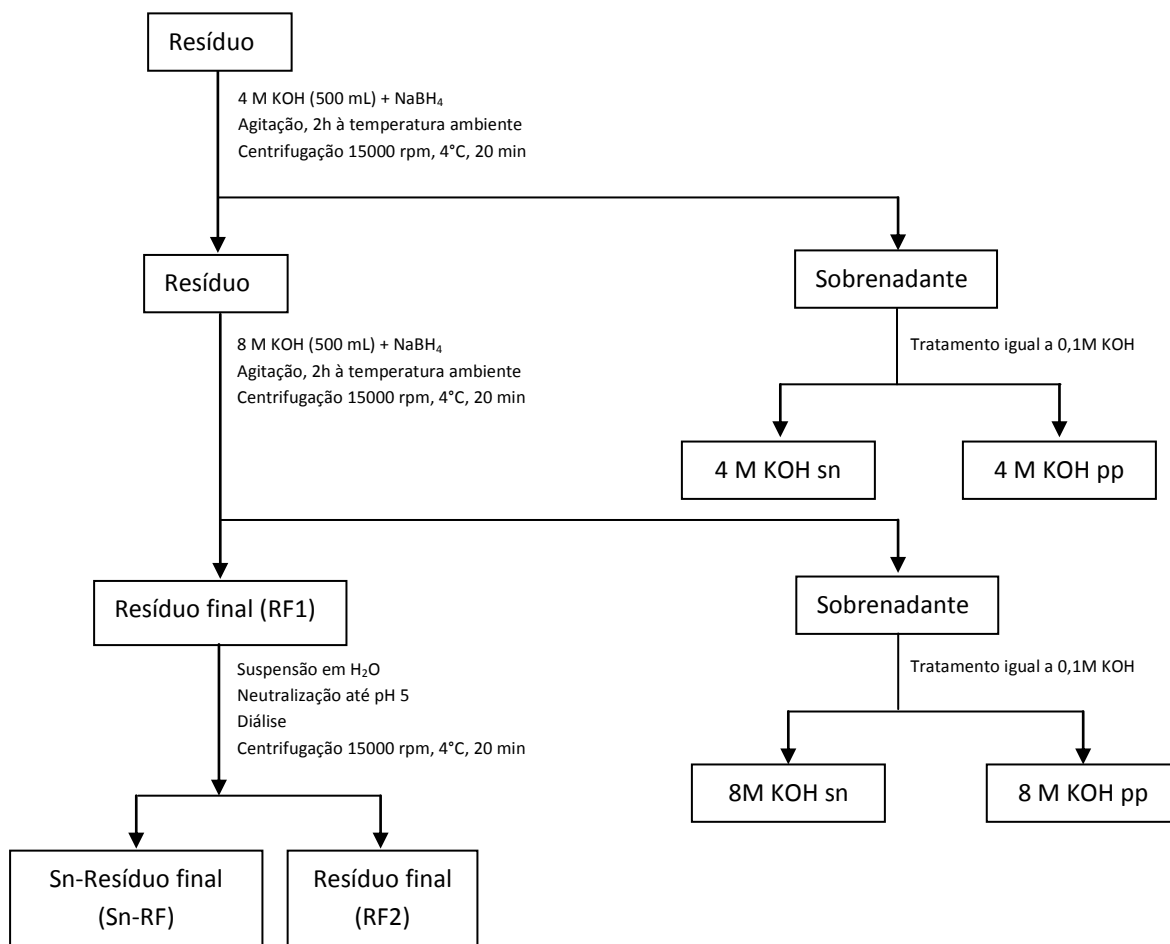 Resíduo
4 M KOH (500 mL) + NaBH₄
Agitação, 2h à temperatura ambiente
Centrifugação 15000 rpm, 4°C, 20 min
Resíduo
Sobrenadante
8 M KOH (500 mL) + NaBH₄
Agitação, 2h à temperatura ambiente
Centrifugação 15000 rpm, 4°C, 20 min
Tratamento igual a 0,1M KOH
4 M KOH sn
4 M KOH pp
Resíduo final (RF1)
Sobrenadante
Suspensão em H₂O
Neutralização até pH 5
Diálise
Centrifugação 15000 rpm, 4°C, 20 min
Tratamento igual a 0,1M KOH
8M KOH sn
8 M KOH pp
Sn-Resíduo final
(Sn-RF)
Resíduo final
(RF2)